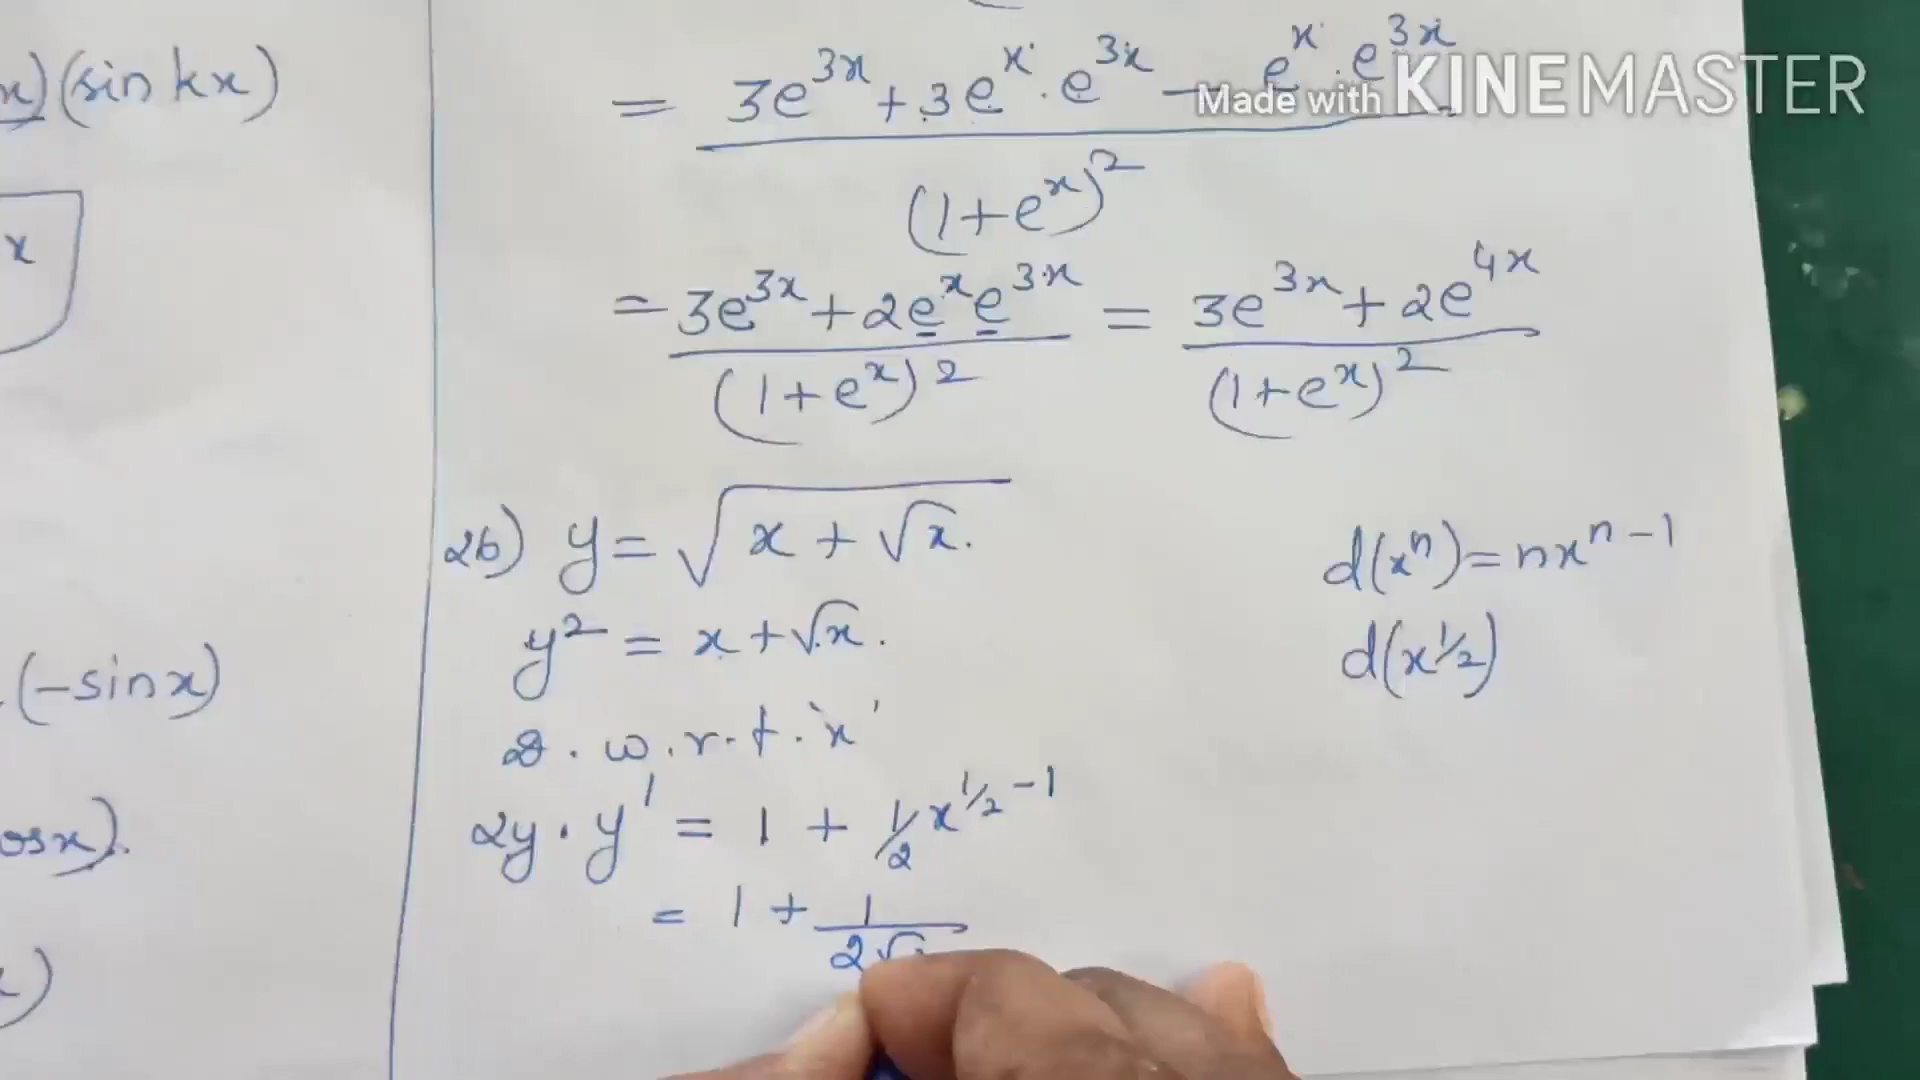 x)(sin kx)
x
.(-sinx)
osx).
x)
= 3e^{3x} + 3e^{x} . e^{3x} - e^{x} . e^{3x}
(1+e^{x})^{2}
= 3e^{3x} + 2e^{x}e^{3x} = 3e^{3x} + 2e^{4x}
(1+e^{x})^{2} (1+e^{x})^{2}
26) y = √(x + √x).
y^{2} = x + √x.
D.w.r.t.'x'
2y . y' = 1 + 1/2 x^{1/2 - 1}
= 1 + 1
2√
d(x^{n}) = nx^{n-1}
d(x^{1/2})
Made with KINEMASTER